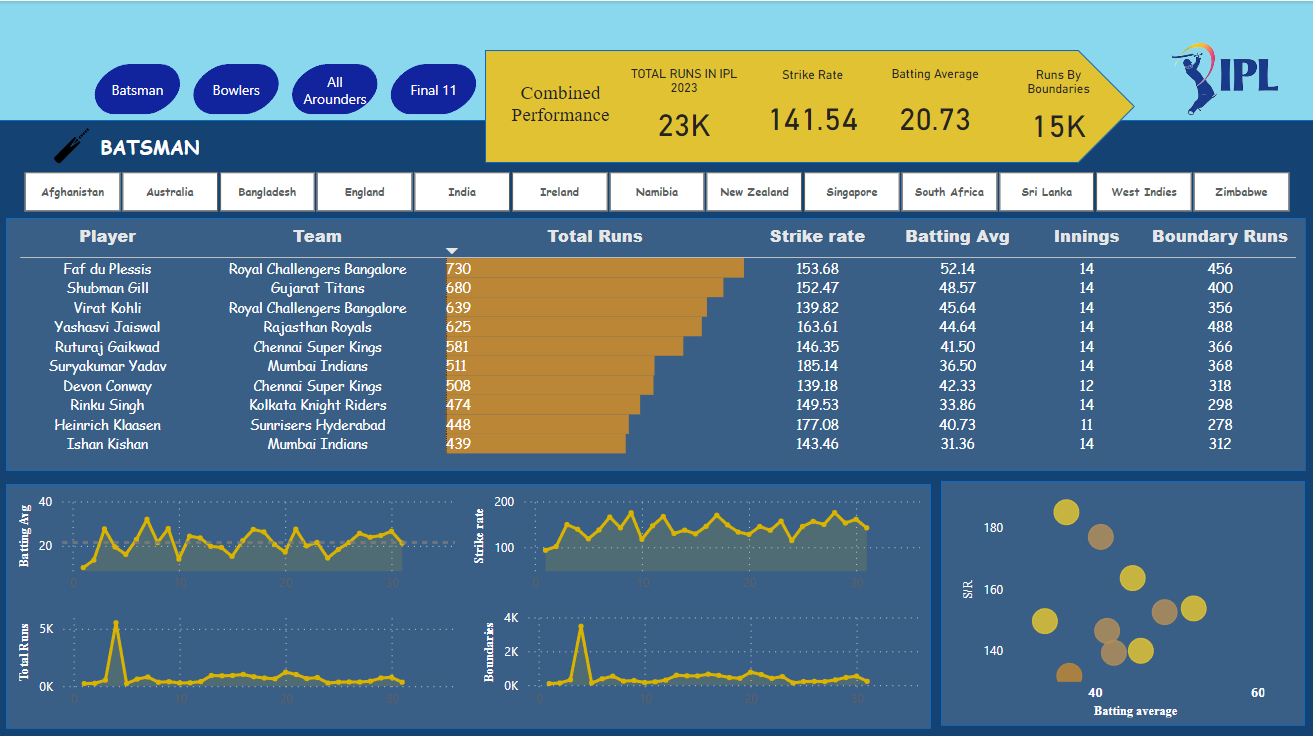 Batsman
Bowlers
All
Arounders
Final 11
Combined
Performance
TOTAL RUNS IN IPL
2023
23K
Strike Rate
141.54
Batting Average
20.73
Runs By
Boundaries
15K
IPL
BATSMAN
Afghanistan Australia Bangladesh England India Ireland Namibia New Zealand Singapore South Africa Sri Lanka West Indies Zimbabwe
Player Team Total Runs Strike rate Batting Avg Innings Boundary Runs
Faf du Plessis Royal Challengers Bangalore 730 153.68 52.14 14 456
Shubman Gill Gujarat Titans 680 152.47 48.57 14 400
Virat Kohli Royal Challengers Bangalore 639 139.82 45.64 14 356
Yashasvi Jaiswal Rajasthan Royals 625 163.61 44.64 14 488
Ruturaj Gaikwad Chennai Super Kings 581 146.35 41.50 14 366
Suryakumar Yadav Mumbai Indians 511 185.14 36.50 14 368
Devon Conway Chennai Super Kings 508 139.18 42.33 12 318
Rinku Singh Kolkata Knight Riders 474 149.53 33.86 14 298
Heinrich Klaasen Sunrisers Hyderabad 448 177.08 40.73 11 278
Ishan Kishan Mumbai Indians 439 143.46 31.36 14 312
Batting Avg
40
20
0 10 20 30
Strike rate
200
100
0 10 20 30
Total Runs
5K
0K
0 10 20 30
Boundaries
4K
2K
0K
0 10 20 30
S/R
180
160
140
40 60
Batting average